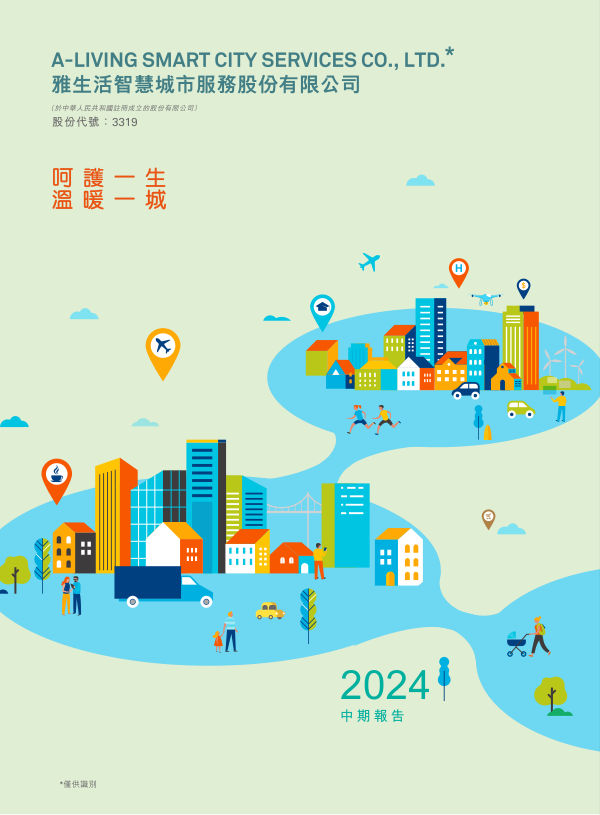 A-LIVING SMART CITY SERVICES CO., LTD.*
雅生活智慧城市服務股份有限公司
(於中華人民共和國註冊成立的股份有限公司)
股份代號：3319
呵護一生
溫暖一城
H
$
2024
中期報告
*僅供識別